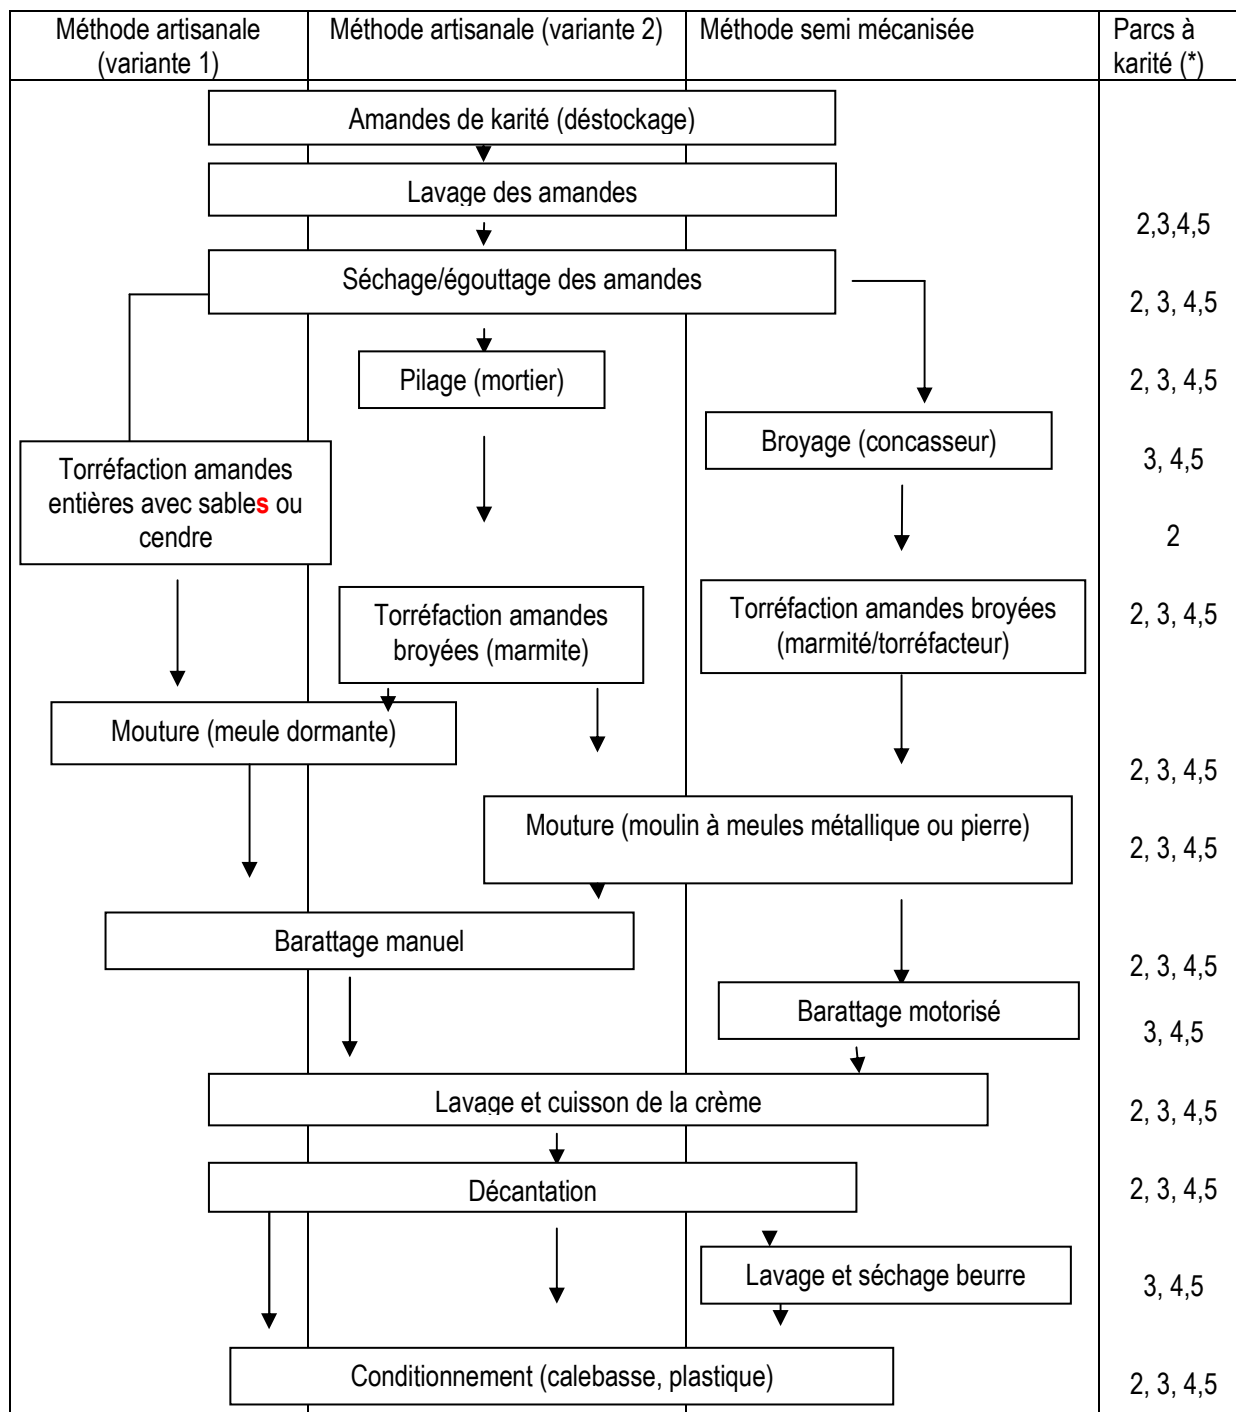 Méthode artisanale
(variante 1)
Méthode artisanale (variante 2)
Méthode semi mécanisée
Parcs à
karité (*)
Amandes de karité (déstockage)
Lavage des amandes
2,3,4,5
Séchage/égouttage des amandes
2, 3, 4,5
Pilage (mortier)
2, 3, 4,5
Broyage (concasseur)
3, 4,5
Torréfaction amandes
entières avec sables ou
cendre
2
Torréfaction amandes
broyées (marmite)
Torréfaction amandes broyées
(marmité/torréfacteur)
2, 3, 4,5
Mouture (meule dormante)
2, 3, 4,5
Mouture (moulin à meules métallique ou pierre)
2, 3, 4,5
Barattage manuel
2, 3, 4,5
Barattage motorisé
3, 4,5
Lavage et cuisson de la crème
2, 3, 4,5
Décantation
2, 3, 4,5
Lavage et séchage beurre
3, 4,5
Conditionnement (calebasse, plastique)
2, 3, 4,5